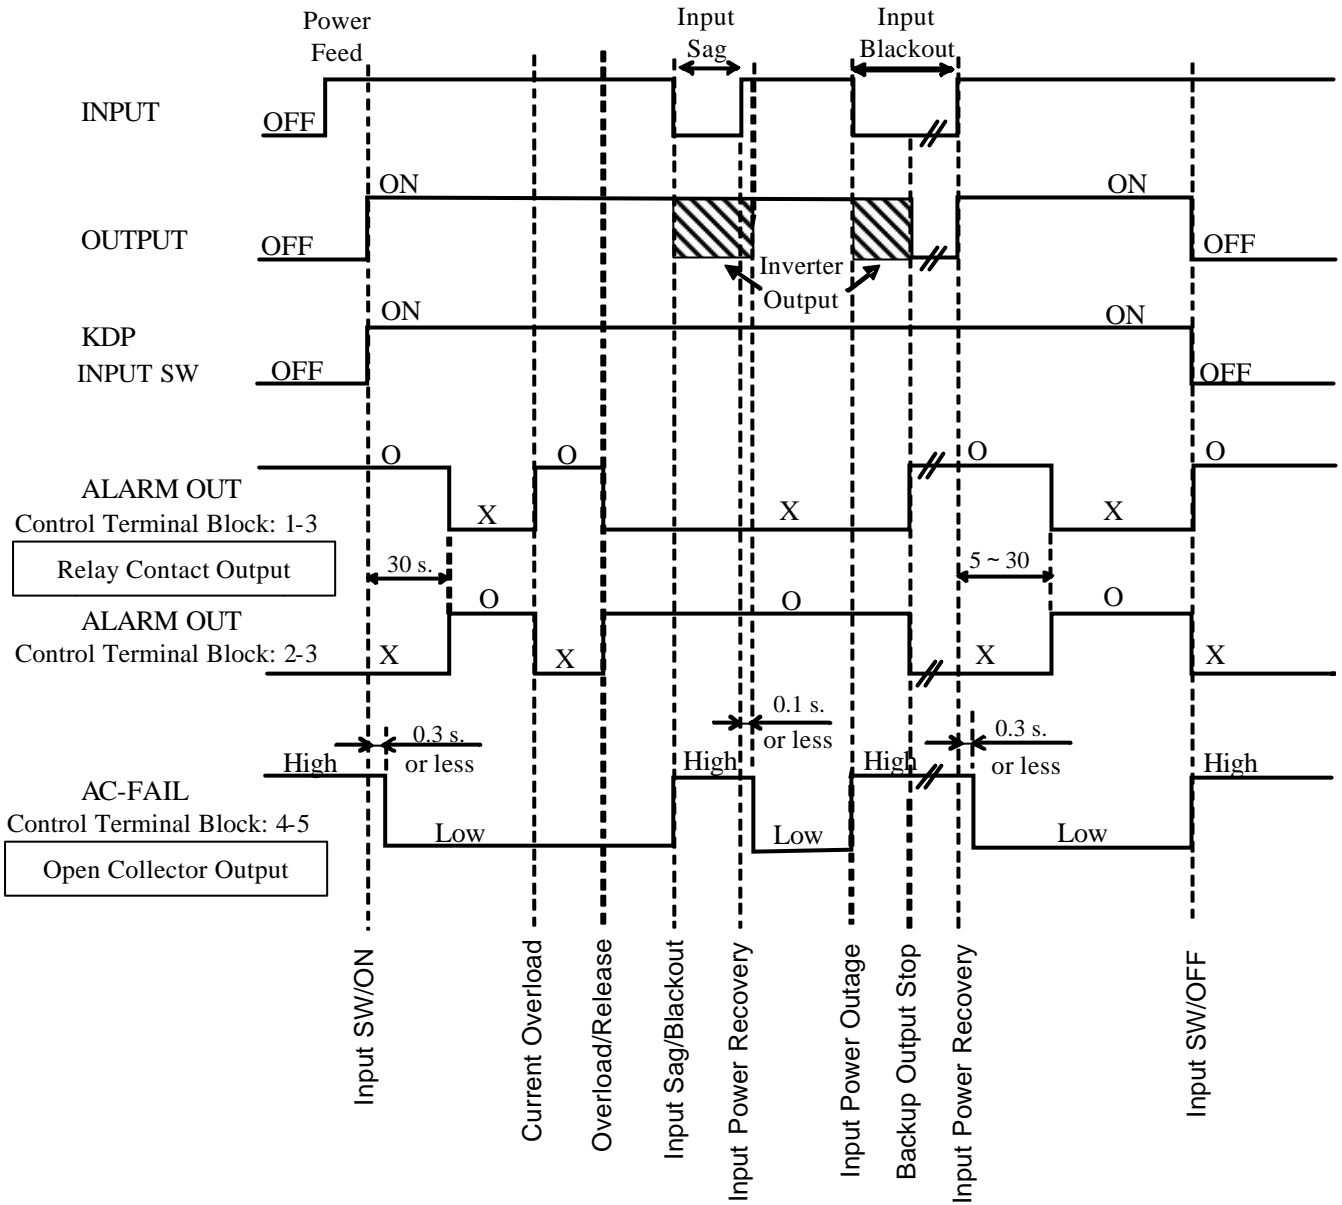 Power
Feed
Input
Sag
Input
Blackout
INPUT
OFF
ON
ON
OUTPUT
OFF
OFF
Inverter
Output
ON
ON
KDP
INPUT SW
OFF
OFF
O
O
O
O
ALARM OUT
Control Terminal Block: 1-3
X
X
X
Relay Contact Output
30 s.
5 ~ 30
O
O
O
ALARM OUT
Control Terminal Block: 2-3
X
X
X
X
0.1 s.
or less
0.3 s.
or less
0.3 s.
or less
High
High
High
High
AC-FAIL
Control Terminal Block: 4-5
Low
Low
Low
Open Collector Output
Input SW/ON
Current Overload
Overload/Release
Input Sag/Blackout
Input Power Recovery
Input Power Outage
Backup Output Stop
Input Power Recovery
Input SW/OFF